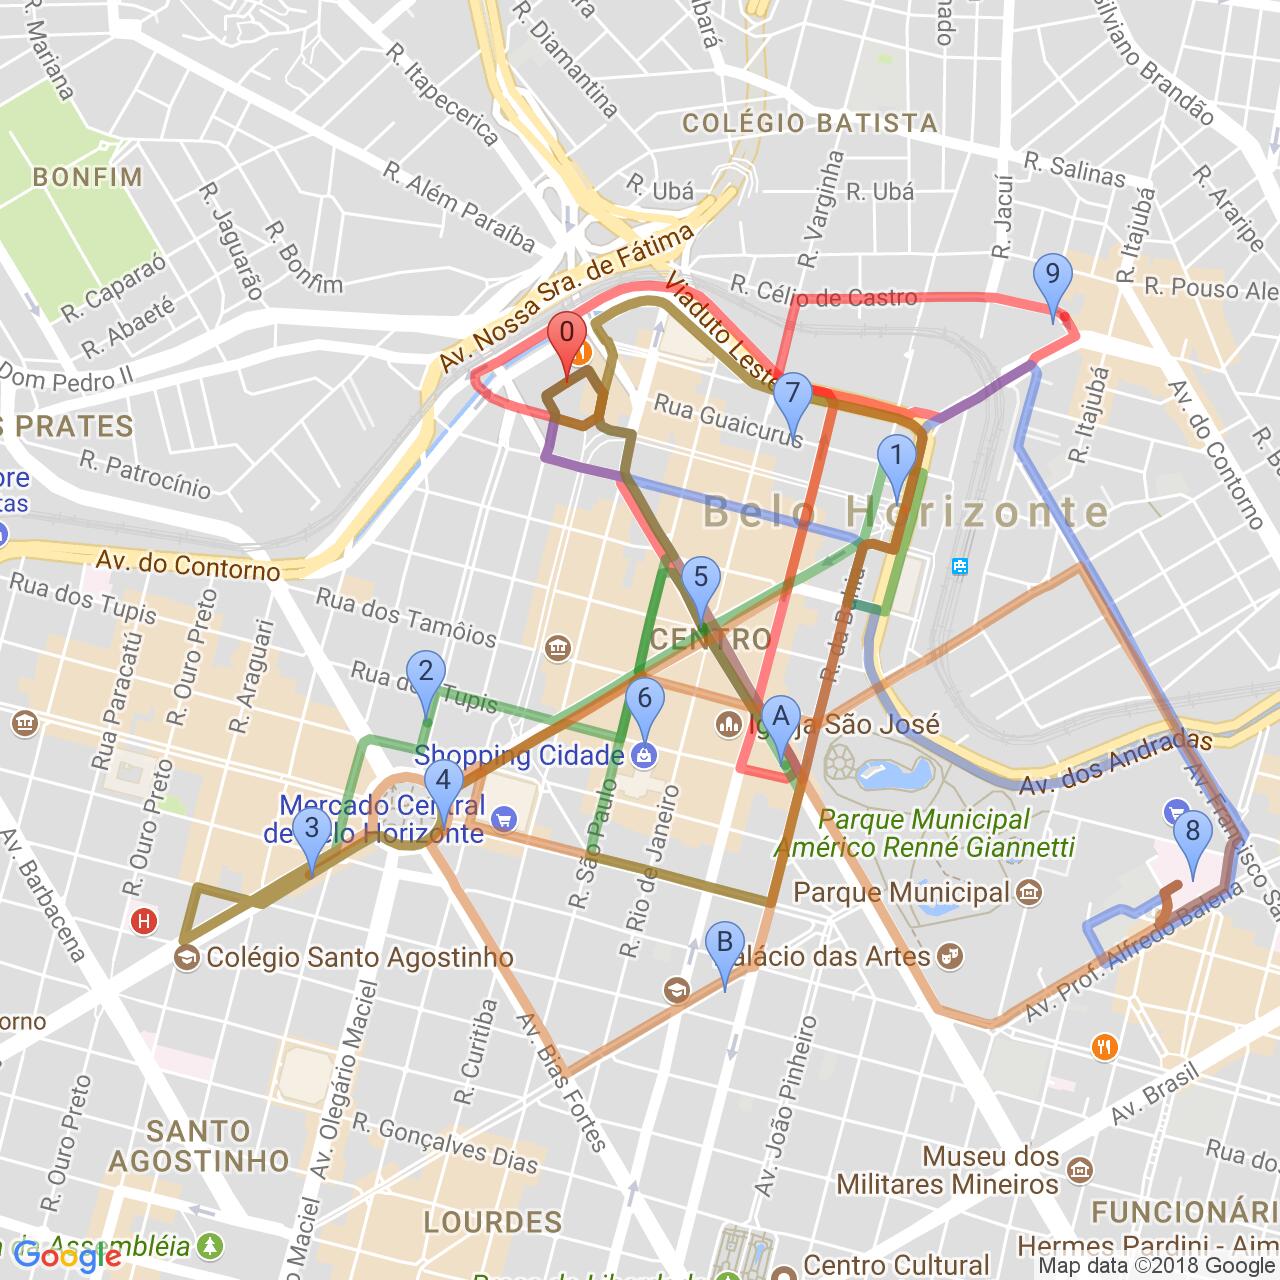 R. Mariana
R. Itapecerica
R. Diamantina
Silviano Brandão
COLÉGIO BATISTA
BONFIM
R. Além Paraíba
R. Ubá
R. Varginha
R. Ubá
R. Jacuí
R. Salinas
R. Itajubá
R. Araripe
R. Jaguarão
R. Bonfim
R. Caparaó
R. Abaeté
Av. Nossa Sra. de Fátima
Viaduto Leste
R. Célio de Castro
9
R. Pouso Ale
0
Dom Pedro II
S PRATES
R. Patrocínio
7
Rua Guaicurus
R. Itajubá
Av. do Contorno
1
Belo Horizonte
Av. do Contorno
Rua dos Tupis
R. Ouro Preto
Rua dos Tamôios
5
CENTRO
R. da Bahia
Rua Paracatú
R. Araguari
2
Rua dos Tupis
6
A
Igreja São José
Shopping Cidade
Av. dos Andradas
Av. Francisco Sa
4
Mercado Central
de Belo Horizonte
3
R. Ouro Preto
R. São Paulo
R. Rio de Janeiro
Parque Municipal
Américo Renné Giannetti
8
Av. Barbacena
H
Parque Municipal
Av. Prof. Alfredo Balena
B
Colégio Santo Agostinho
Palácio das Artes
orno
R. Olegário Maciel
R. Curitiba
Av. Bias Fortes
Av. João Pinheiro
Av. Brasil
R. Ouro Preto
R. Gonçalves Dias
SANTO
AGOSTINHO
Av. Olegário Maciel
Museu dos
Militares Mineiros
Rua do
LOURDES
FUNCIONÁRI
a da Assembléia
Google
Hermes Pardini - Aim
Centro Cultural
Map data ©2018 Google